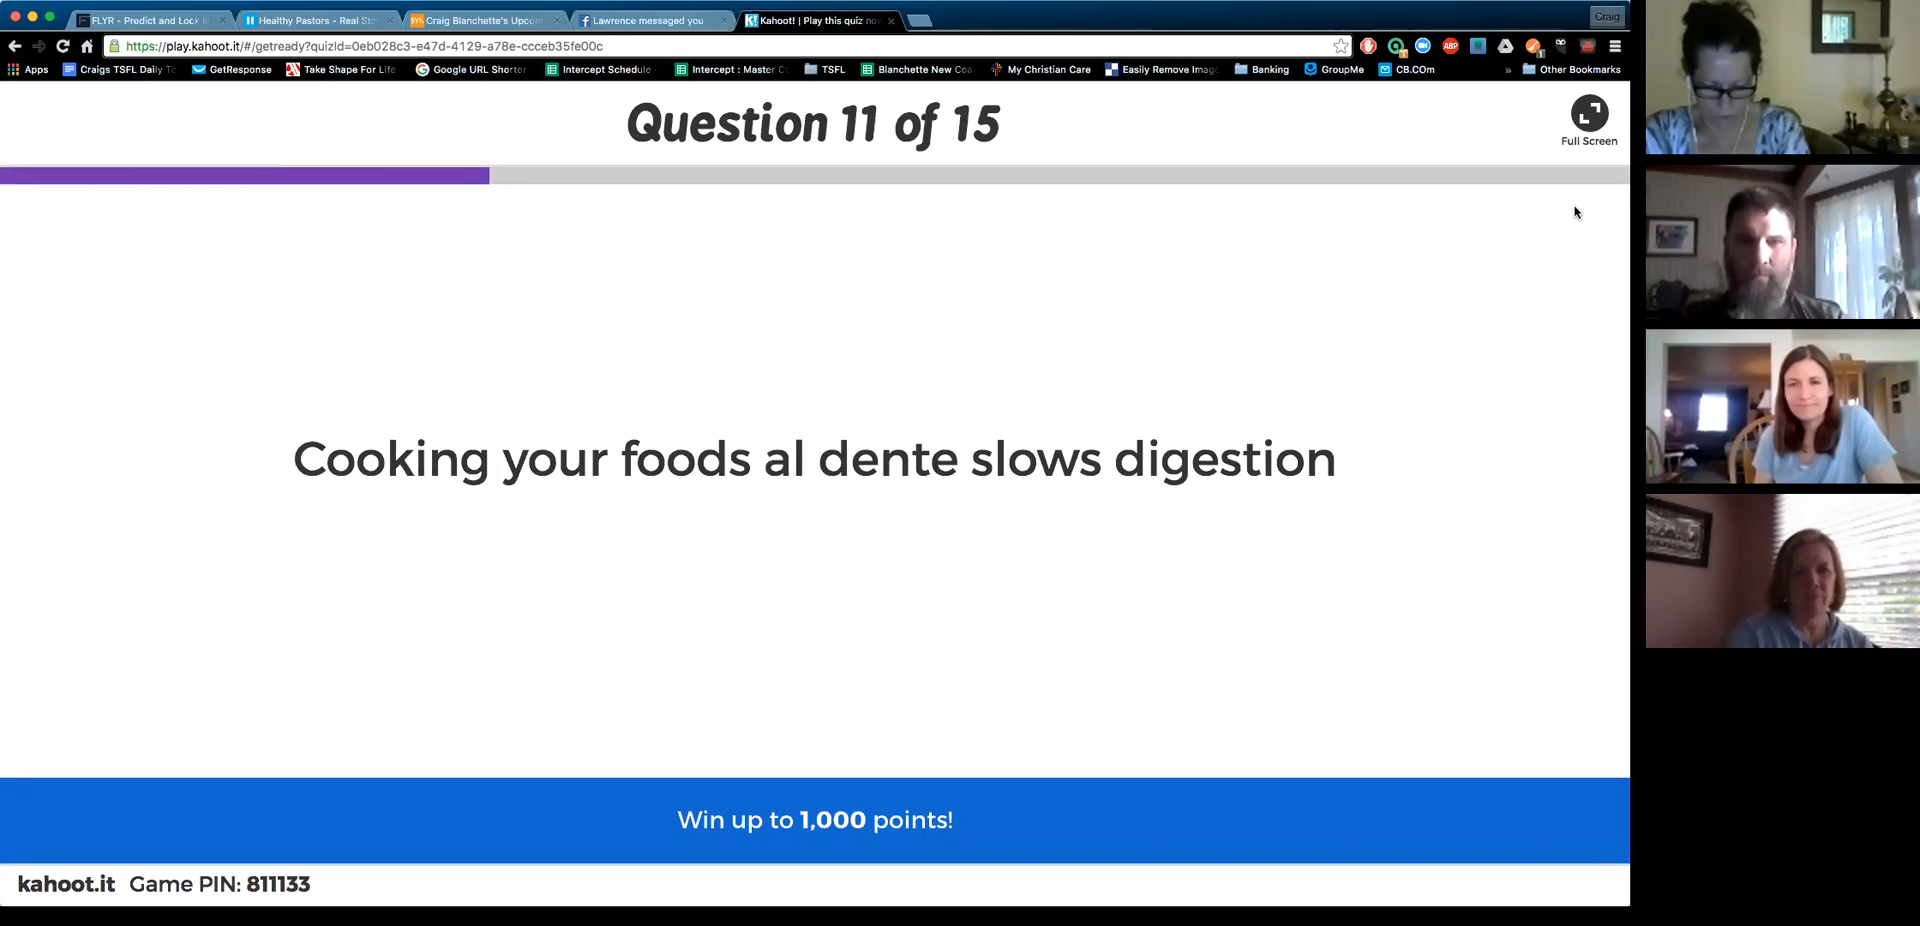 FLYR - Predict and Lock
Healthy Pastors - Real Sto
Craig Blanchette's Upcom
Lawrence messaged you
Kahoot! | Play this quiz no
Craig
https://play.kahoot.it/#/getready?quizId=0eb028c3-e47d-4129-a78e-ccceb35fe00c
Apps
Craigs TSFL Daily
GetResponse
Take Shape For Life
Google URL Shorte
Intercept Schedule
Intercept : Master
TSFL
Blanchette New Coa
My Christian Care
Easily Remove Imag
Banking
GroupMe
CB.COm
»
Other Bookmarks
Question 11 of 15
Full Screen
Cooking your foods al dente slows digestion
Win up to 1,000 points!
kahoot.it Game PIN: 811133